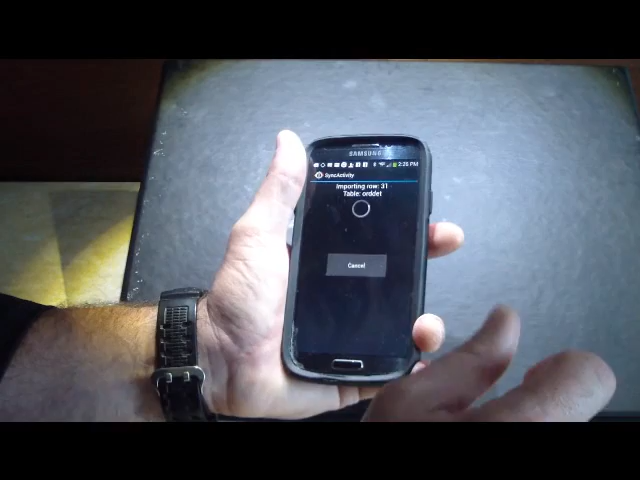 SAMSUNG
2:25 PM
SyncActivity
Importing row: 31
Table: orddet
Cancel